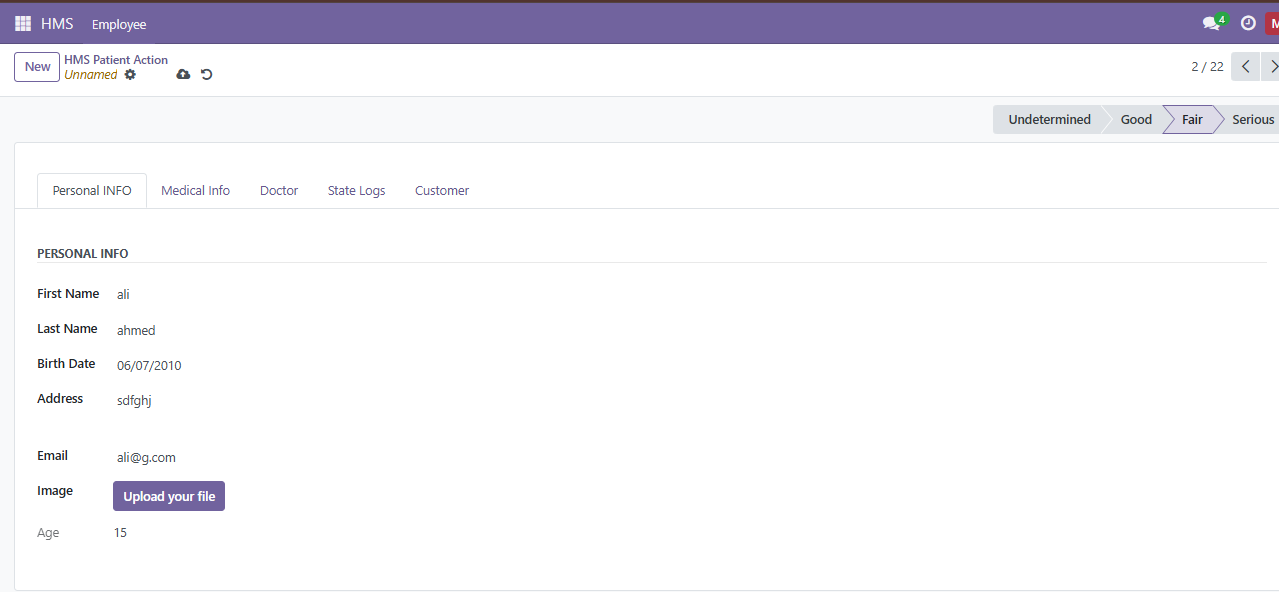 HMS Employee 4 M
New HMS Patient Action
Unnamed
2 / 22
Undetermined Good Fair Serious
Personal INFO Medical Info Doctor State Logs Customer
PERSONAL INFO
First Name ali
Last Name ahmed
Birth Date 06/07/2010
Address sdfghj
Email ali@g.com
Image Upload your file
Age 15